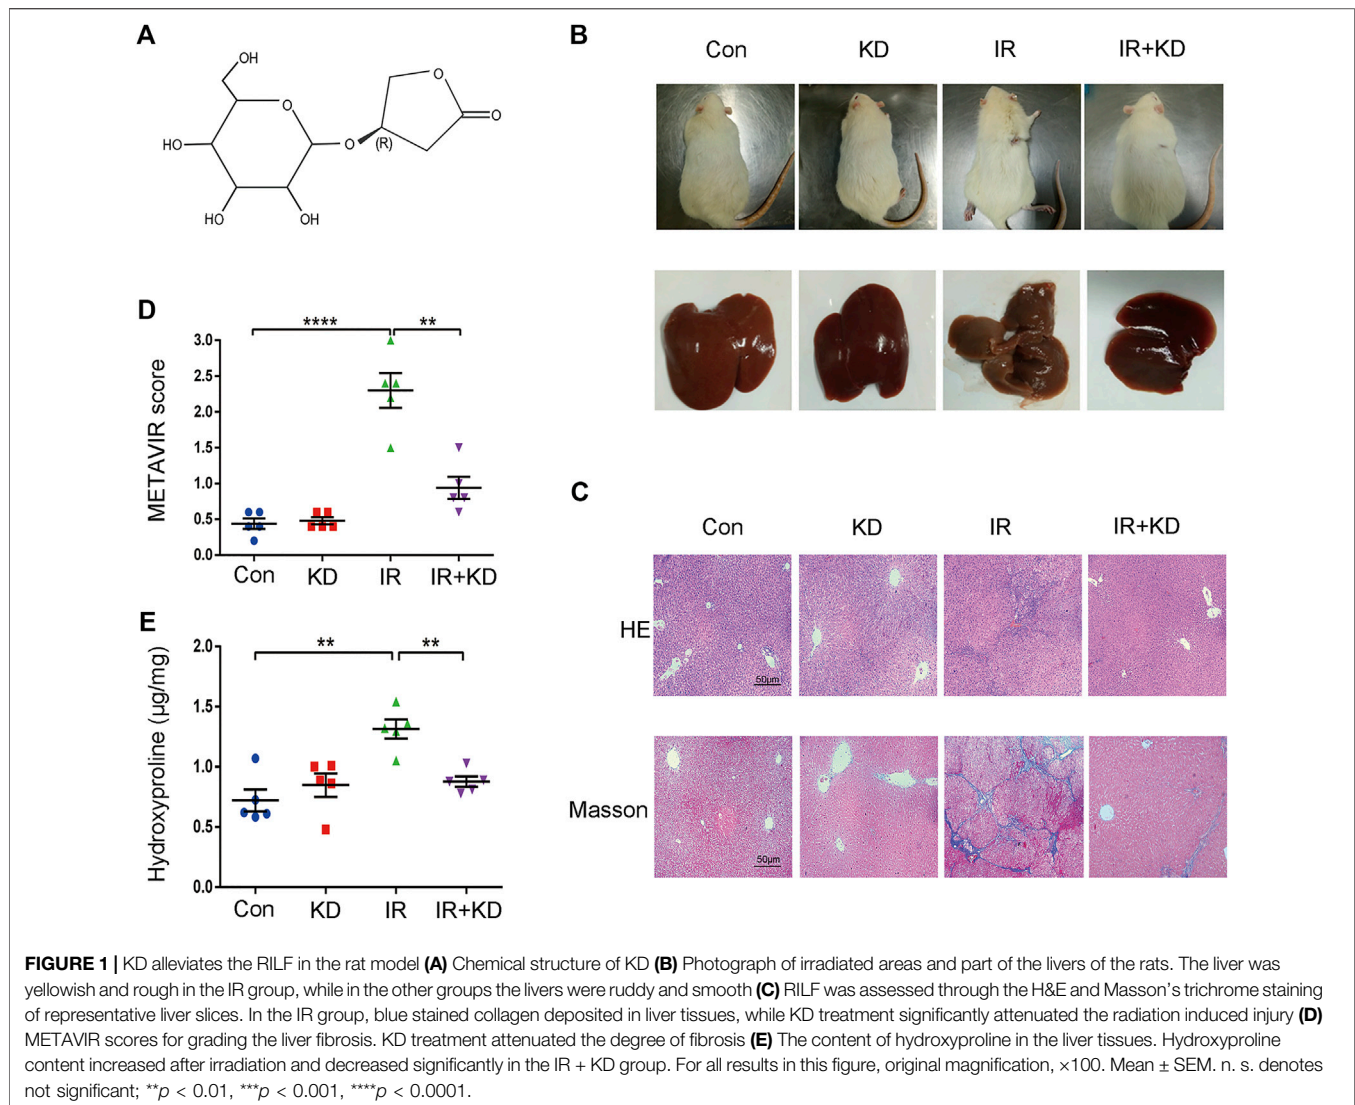 A
OH
O
O
O
HO
O
(R)
HO
OH
B
Con KD IR IR+KD
D
**** **
METAVIR score
3.0
2.5
2.0
1.5
1.0
0.5
0.0
Con KD IR IR+KD
C
Con KD IR IR+KD
HE
50µm
Masson
50µm
E
** **
Hydroxyproline (µg/mg)
2.0
1.5
1.0
0.5
0.0
Con KD IR IR+KD
FIGURE 1 | KD alleviates the RILF in the rat model (A) Chemical structure of KD (B) Photograph of irradiated areas and part of the livers of the rats. The liver was
yellowish and rough in the IR group, while in the other groups the livers were ruddy and smooth (C) RILF was assessed through the H&E and Masson's trichrome staining
of representative liver slices. In the IR group, blue stained collagen deposited in liver tissues, while KD treatment significantly attenuated the radiation induced injury (D)
METAVIR scores for grading the liver fibrosis. KD treatment attenuated the degree of fibrosis (E) The content of hydroxyproline in the liver tissues. Hydroxyproline
content increased after irradiation and decreased significantly in the IR + KD group. For all results in this figure, original magnification, ×100. Mean ± SEM. n. s. denotes
not significant; **p < 0.01, ***p < 0.001, ****p < 0.0001.